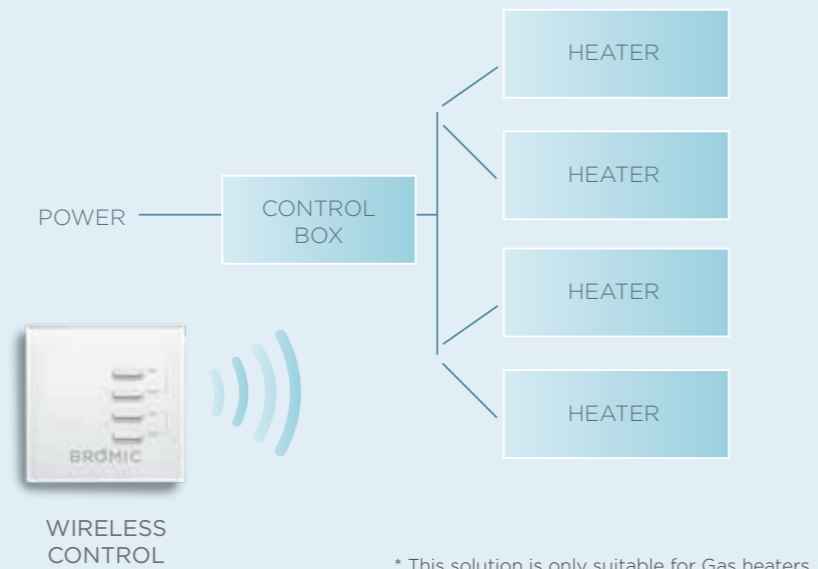 HEATER
HEATER
POWER
CONTROL
BOX
HEATER
HEATER
BROMIC
WIRELESS
CONTROL
* This solution is only suitable for Gas heaters